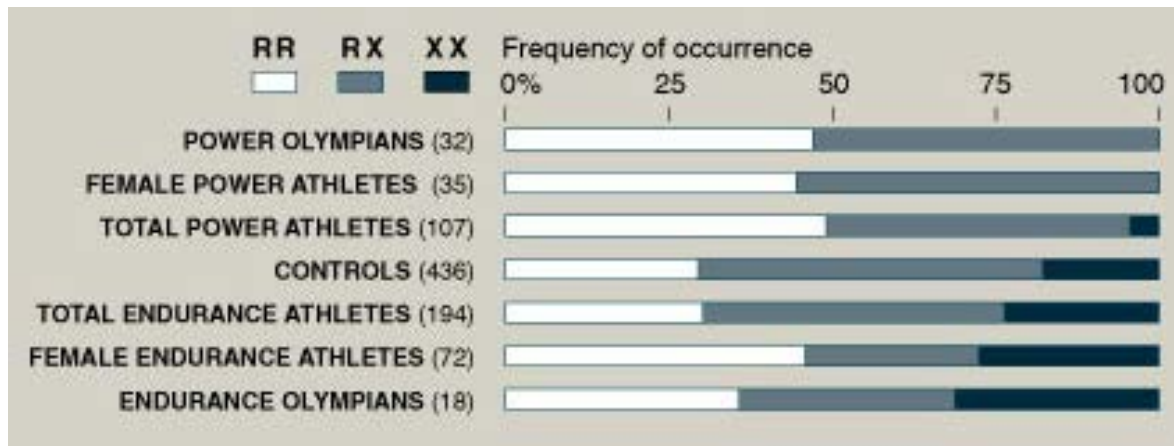 RR RX XX Frequency of occurrence
0% 25 50 75 100
POWER OLYMPIANS (32)
FEMALE POWER ATHLETES (35)
TOTAL POWER ATHLETES (107)
CONTROLS (436)
TOTAL ENDURANCE ATHLETES (194)
FEMALE ENDURANCE ATHLETES (72)
ENDURANCE OLYMPIANS (18)